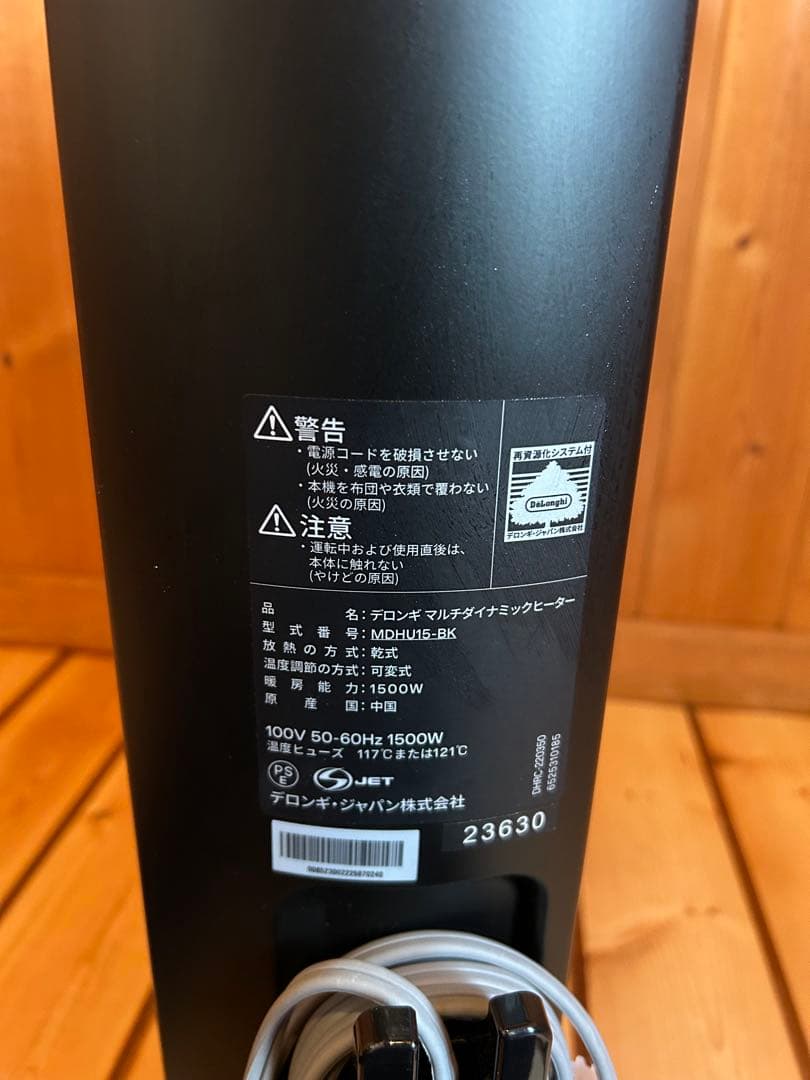 警告
・電源コードを破損させない
(火災・感電の原因)
・本機を布団や衣類で覆わない
(火災の原因)
注意
・運転中および使用直後は、
本体に触れない
(やけどの原因)
再資源化システム付
DeLonghi
デロンギ・ジャパン株式会社
品名：デロンギ マルチダイナミックヒーター
型式番号：MDHU15-BK
放熱の方式：乾式
温度調節の方式：可変式
暖房能力：1500W
原産国：中国
100V 50-60Hz 1500W
温度ヒューズ 117℃または121℃
PS
E
S JET
デロンギ・ジャパン株式会社
DHRC-220350
6525310185
23630